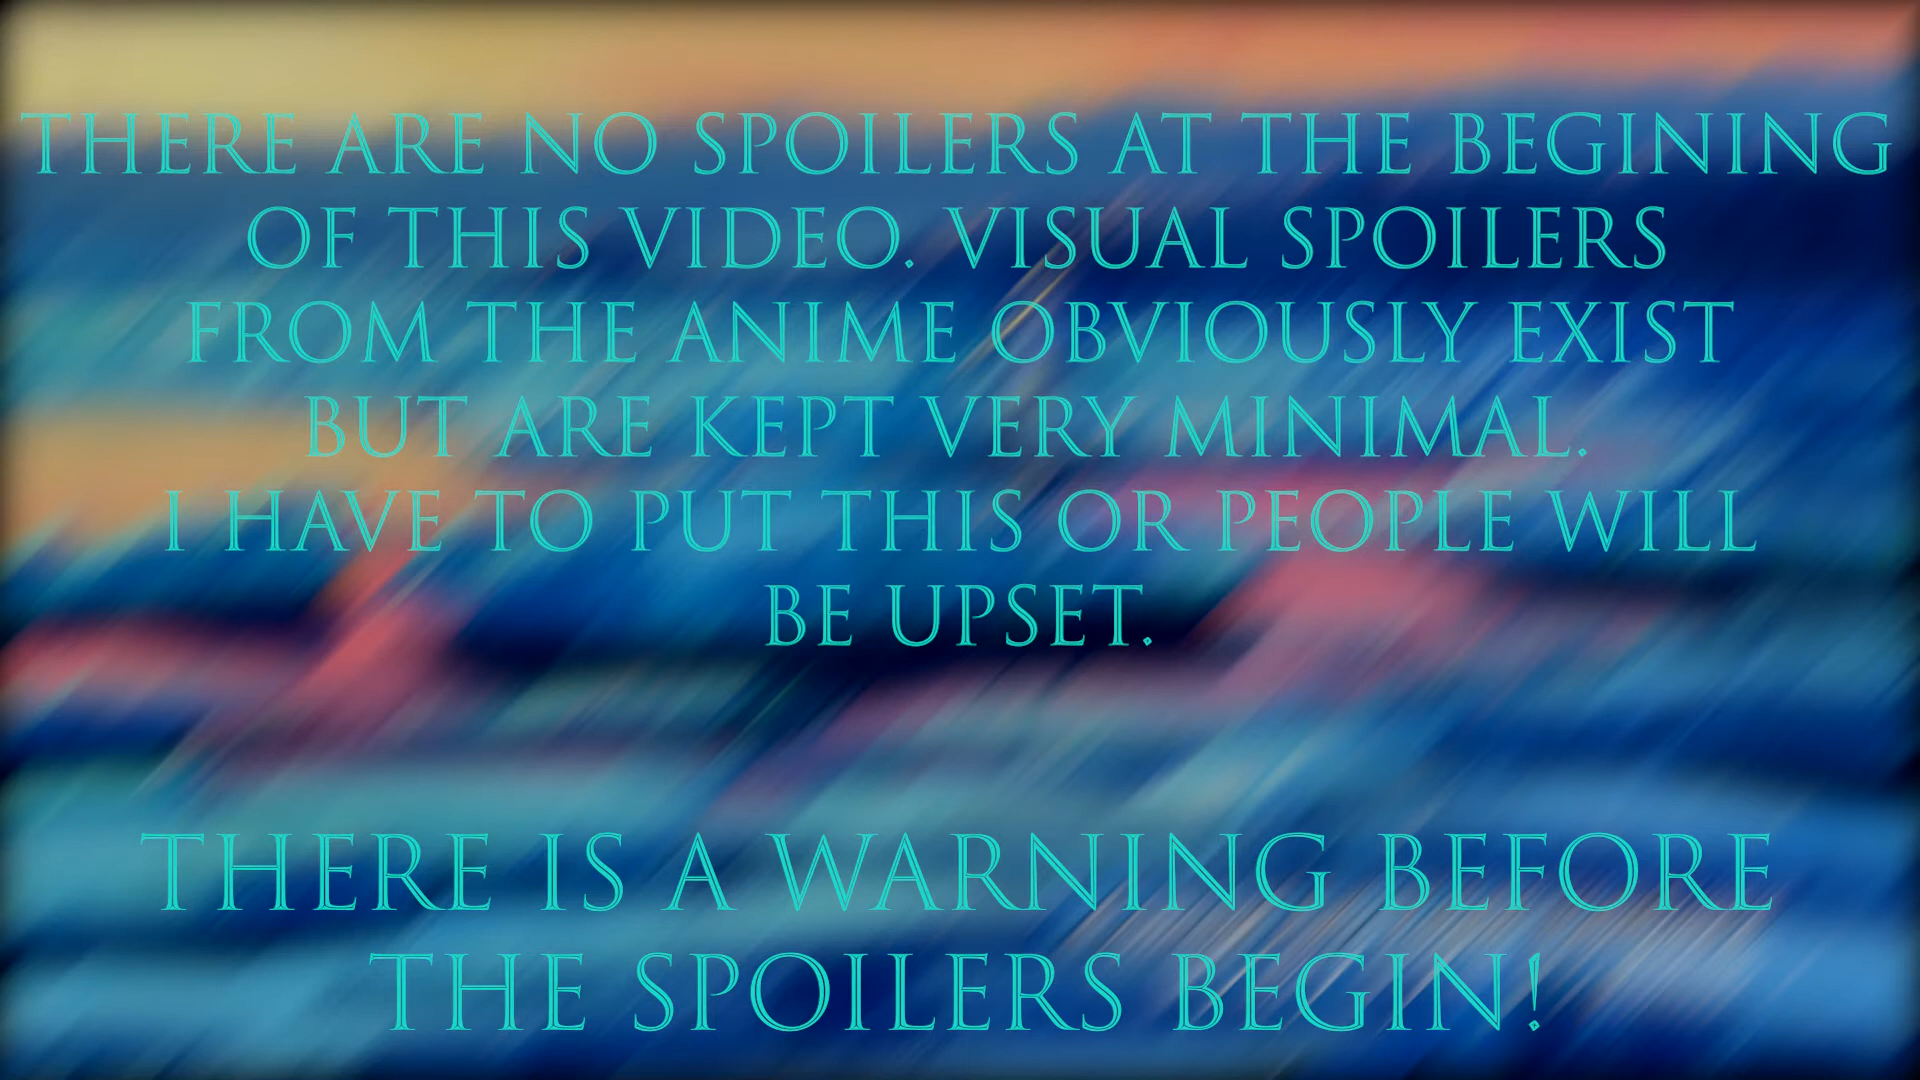 THERE ARE NO SPOILERS AT THE BEGINING
OF THIS VIDEO. VISUAL SPOILERS
FROM THE ANIME OBVIOUSLY EXIST
BUT ARE KEPT VERY MINIMAL.
I HAVE TO PUT THIS OR PEOPLE WILL
BE UPSET.
THERE IS A WARNING BEFORE
THE SPOILERS BEGIN!